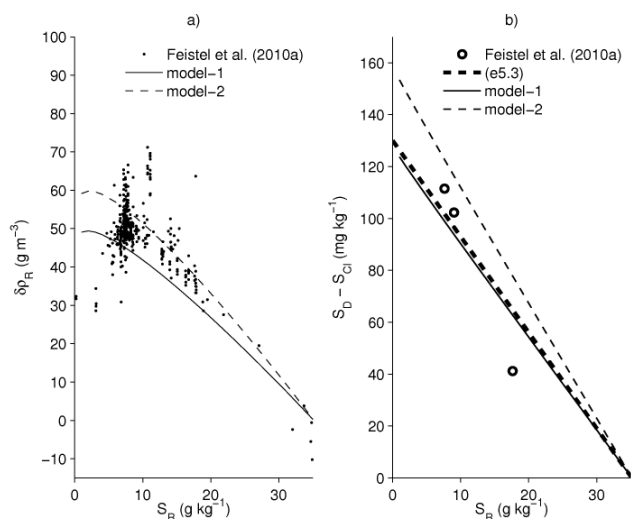 a)
100
90
80
70
60
50
40
30
20
10
0
−10
δρR (g m−3)
0 10 20 30
SR (g kg−1)
Feistel et al. (2010a)
model−1
model−2
b)
160
140
120
100
80
60
40
20
0
SD − SCl (mg kg−1)
0 10 20 30
SR (g kg−1)
Feistel et al. (2010a)
(e5.3)
model−1
model−2